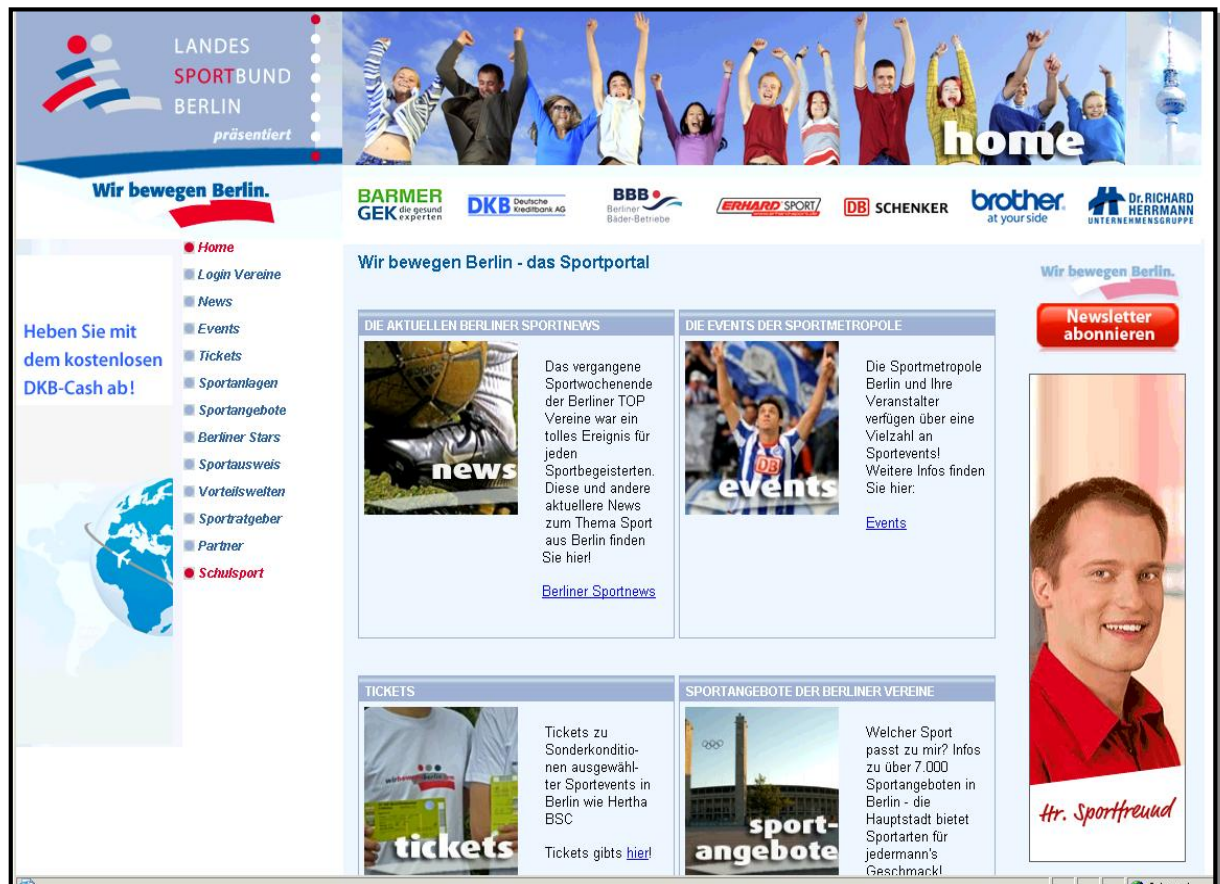 LANDES
SPORTBUND
BERLIN
präsentiert
home
Wir bewegen Berlin.
BARMER
GEK die gesund
experten
DKB Deutsche
Kreditbank AG
BBB
Berliner
Bäder-Betriebe
ERHARD SPORT
DB SCHENKER
brother
at your side
Dr. RICHARD
HERRMANN
UNTERNEHMENSGRUPPE
Heben Sie mit
dem kostenlosen
DKB-Cash ab!
Home
Login Vereine
News
Events
Tickets
Sportanlagen
Sportangebote
Berliner Stars
Sportausweis
Vorteilswelten
Sportratgeber
Partner
Schulsport
Wir bewegen Berlin - das Sportportal
DIE AKTUELLEN BERLINER SPORTNEWS
news
Das vergangene
Sportwochenende
der Berliner TOP
Vereine war ein
tolles Ereignis für
jeden
Sportbegeisterten.
Diese und andere
aktuellere News
zum Thema Sport
aus Berlin finden
Sie hier!
Berliner Sportnews
DIE EVENTS DER SPORTMETROPOLE
DB
events
Die Sportmetropole
Berlin und Ihre
Veranstalter
verfügen über eine
Vielzahl an
Sportevents!
Weitere Infos finden
Sie hier:
Events
TICKETS
wirbewegenberlin.com
tickets
Tickets zu
Sonderkonditio-
nen ausgewähl-
ter Sportevents in
Berlin wie Hertha
BSC
Tickets gibts hier!
SPORTANGEBOTE DER BERLINER VEREINE
sport-
angebote
Welcher Sport
passt zu mir? Infos
zu über 7.000
Sportangeboten in
Berlin - die
Hauptstadt bietet
Sportarten für
jedermann's
Geschmack!
Wir bewegen Berlin.
Newsletter
abonnieren
Hr. Sportfreund